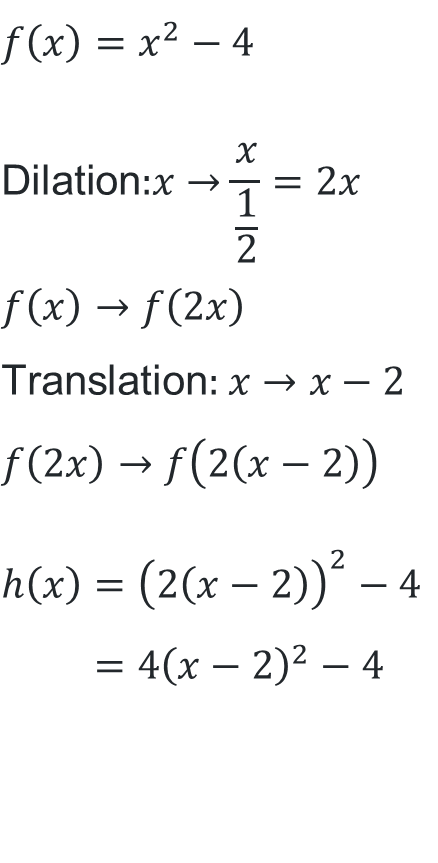 f(x) = x² − 4
Dilation: x → x/(1/2) = 2x
f(x) → f(2x)
Translation: x → x − 2
f(2x) → f(2(x − 2))
h(x) = (2(x − 2))² − 4
= 4(x − 2)² − 4